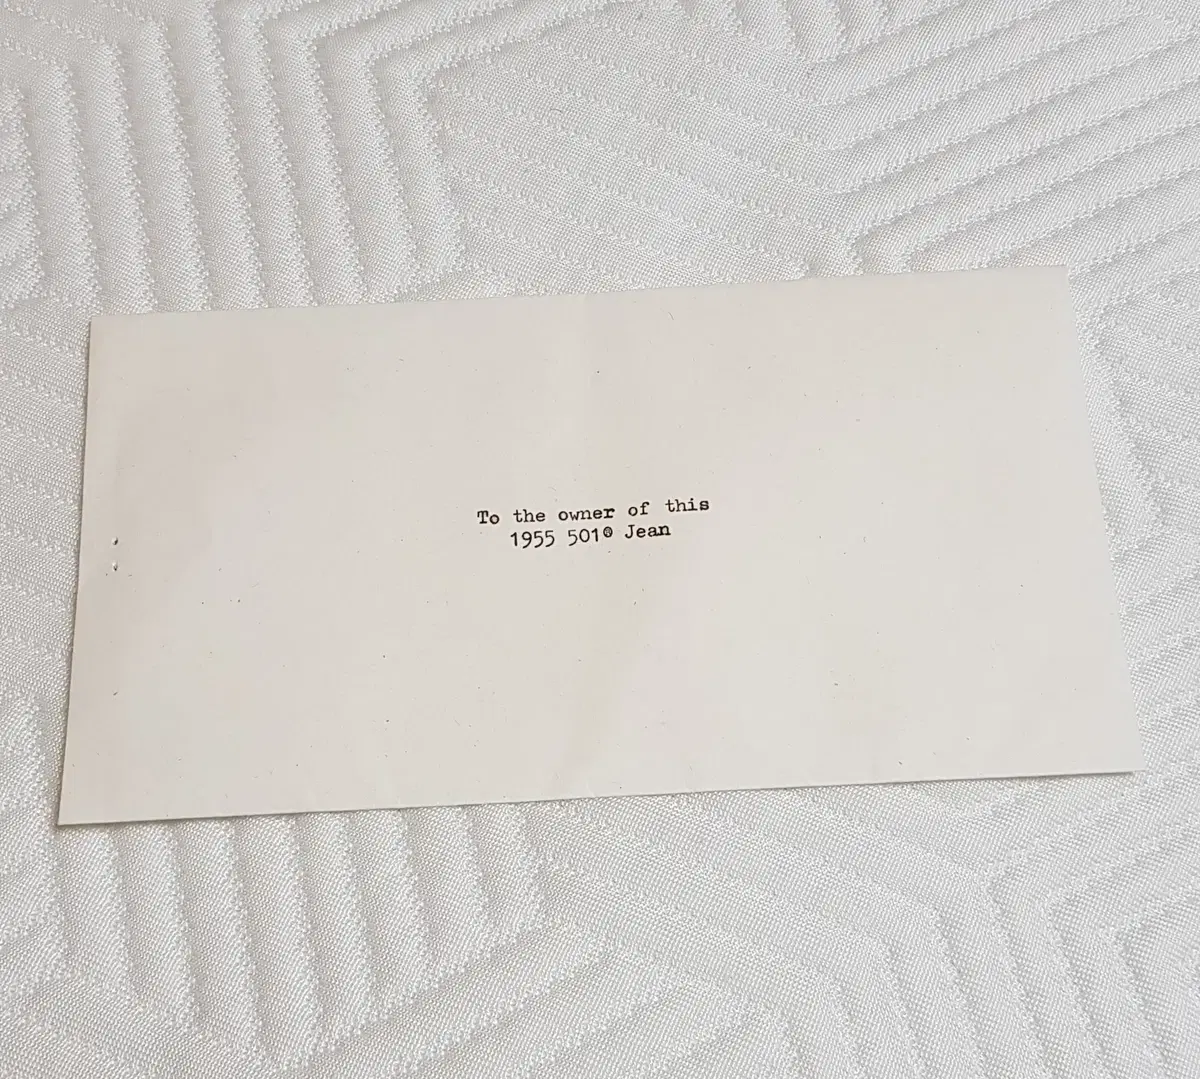 To the owner of this
1955 501® Jean